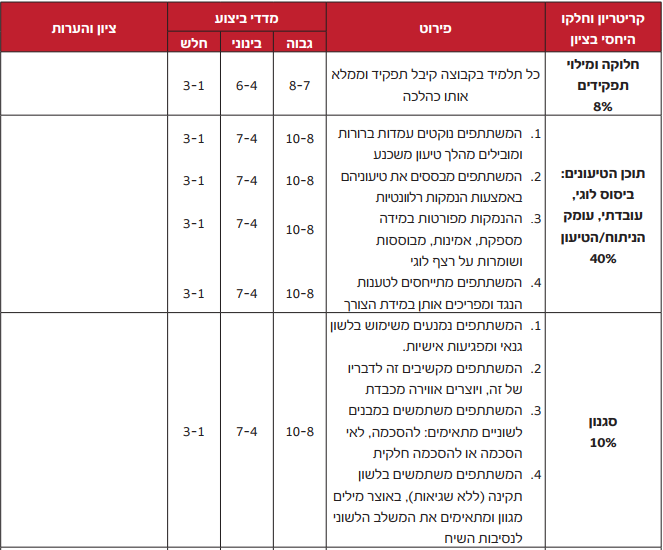 קריטריון וחלקו היחסי בציון
פירוט
מדדי ביצוע
גבוה
בינוני
חלש
ציון והערות
חלוקה ומילוי
תפקידים
8%
כל תלמיד בקבוצה קיבל תפקיד וממלא
אותו כהלכה
8-7
6-4
3-1
תוכן הטיעונים:
ביסוס לוגי,
עובדתי, עומק
הניתוח/הטיעון
40%
1. המשתתפים נוקטים עמדות ברורות
ומובילים מהלך טיעון משכנע
10-8
7-4
3-1
2. המשתתפים מבססים את טיעוניהם
באמצעות הנמקות רלוונטיות
10-8
7-4
3-1
3. ההנמקות מפורטות במידה
מספקת, אמינות, מבוססות
ושומרות על רצף לוגי
10-8
7-4
3-1
4. המשתתפים מתייחסים לטענות
הנגד ומפריכים אותן במידת הצורך
10-8
7-4
3-1
סגנון
10%
1. המשתתפים נמנעים משימוש בלשון
גנאי ומפגיעות אישיות.
2. המשתתפים מקשיבים זה לדבריו
של זה, ויוצרים אווירה מכבדת
3. המשתתפים משתמשים במבנים
לשוניים מתאימים: להסכמה, לאי
הסכמה או להסכמה חלקית
4. המשתתפים משתמשים בלשון
תקינה (ללא שגיאות), באוצר מילים
מגוון ומתאימים את המשלב הלשוני
לנסיבות השיח
10-8
7-4
3-1